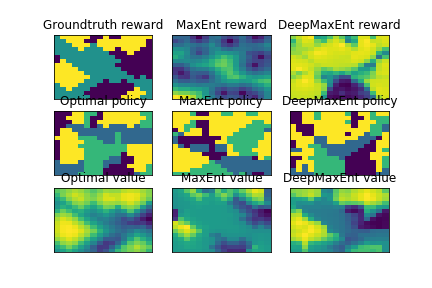 Groundtruth reward MaxEnt reward DeepMaxEnt reward
Optimal policy MaxEnt policy DeepMaxEnt policy
Optimal value MaxEnt value DeepMaxEnt value